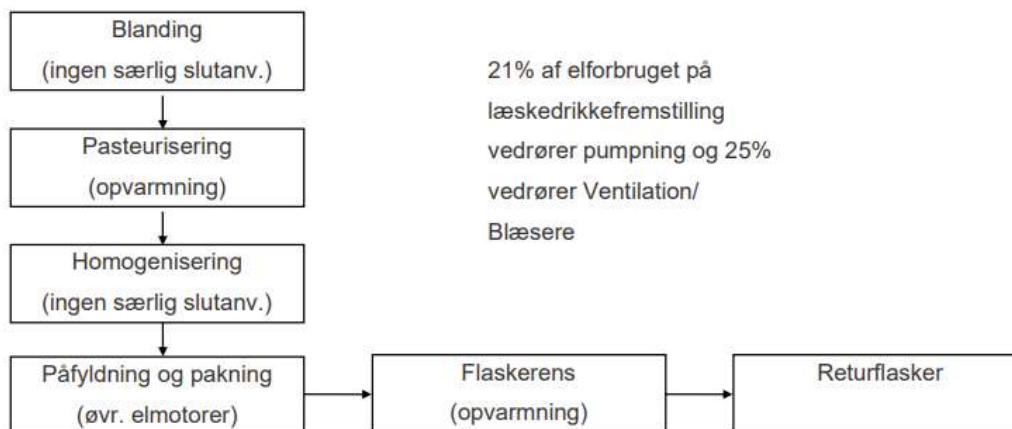 Blanding
(ingen særlig slutanv.)
21% af elforbruget på
læskedrikkefremstilling
vedrører pumpning og 25%
vedrører Ventilation/
Blæsere
Pasteurisering
(opvarmning)
Homogenisering
(ingen særlig slutanv.)
Påfyldning og pakning
(øvr. elmotorer)
Flaskerens
(opvarmning)
Returflasker